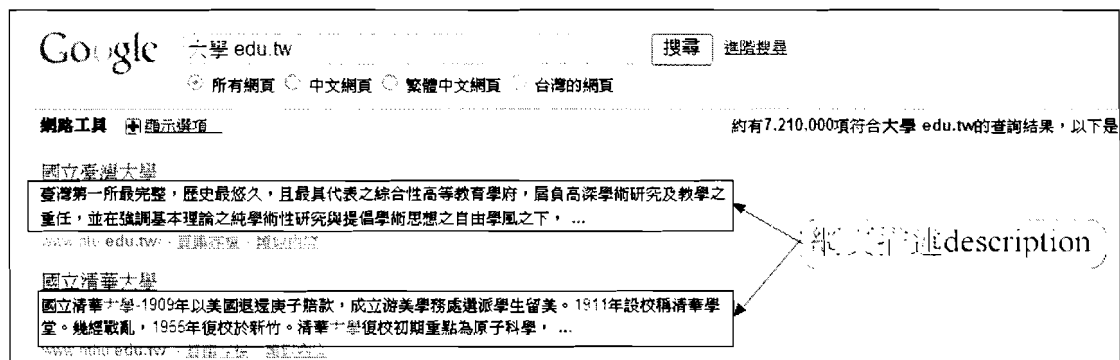 Google 大學 edu.tw 搜尋 進階搜尋
所有網頁 中文網頁 繁體中文網頁 台灣的網頁
網路工具 顯示選項 約有7.210.000項符合大學 edu.tw的查詢結果，以下是
國立臺灣大學
臺灣第一所最完整，歷史最悠久，且最具代表之綜合性高等教育學府，肩負高深學術研究及教學之
重任，並在強調基本理論之純學術性研究與提倡學術思想之自由學風之下， ...
www.ntu.edu.tw/
網頁描述description
國立清華大學
國立清華大學-1909年以美國退還庚子賠款，成立游美學務處選派學生留美。1911年設校稱清華學
堂。幾經戰亂，1956年復校於新竹。清華大學復校初期重點為原子科學， ...
www.nthu.edu.tw/